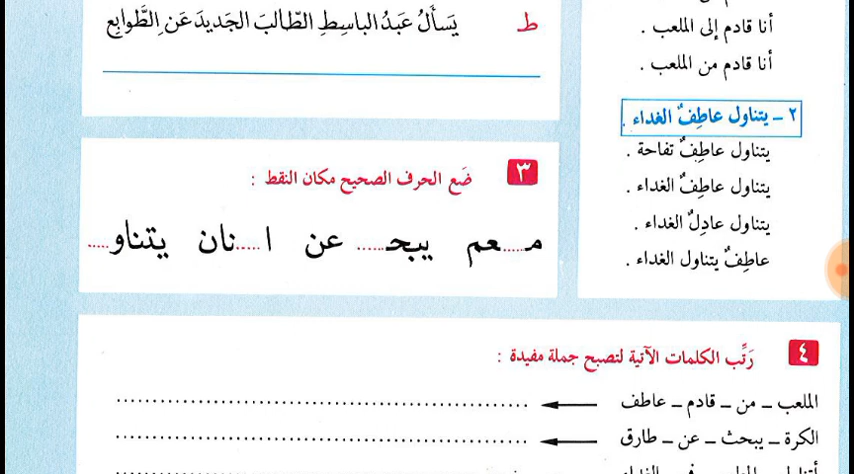 أنا قادم إلى الملعب .
أنا قادم من الملعب .
٢ ـ يتناول عاطِفٌ الغداء .
يتناول عاطِفٌ تفاحة .
يتناول عاطِفٌ الغداء .
يتناول عادِلٌ الغداء .
عاطِفٌ يتناول الغداء .
ط يَسأَلُ عَبدُ الباسِطِ الطّالبَ الجَديدَ عَنِ الطَّوابِعِ
٣ ضَع الحرف الصحيح مكان النقط :
مـ.....عم يبحـ..... عن ا.....نان يتناو.....
٤ رَتِّب الكلمات الآتية لتصبح جملة مفيدة :
الملعب ـ من ـ قادم ـ عاطف
الكرة ـ يبحث ـ عن ـ طارق